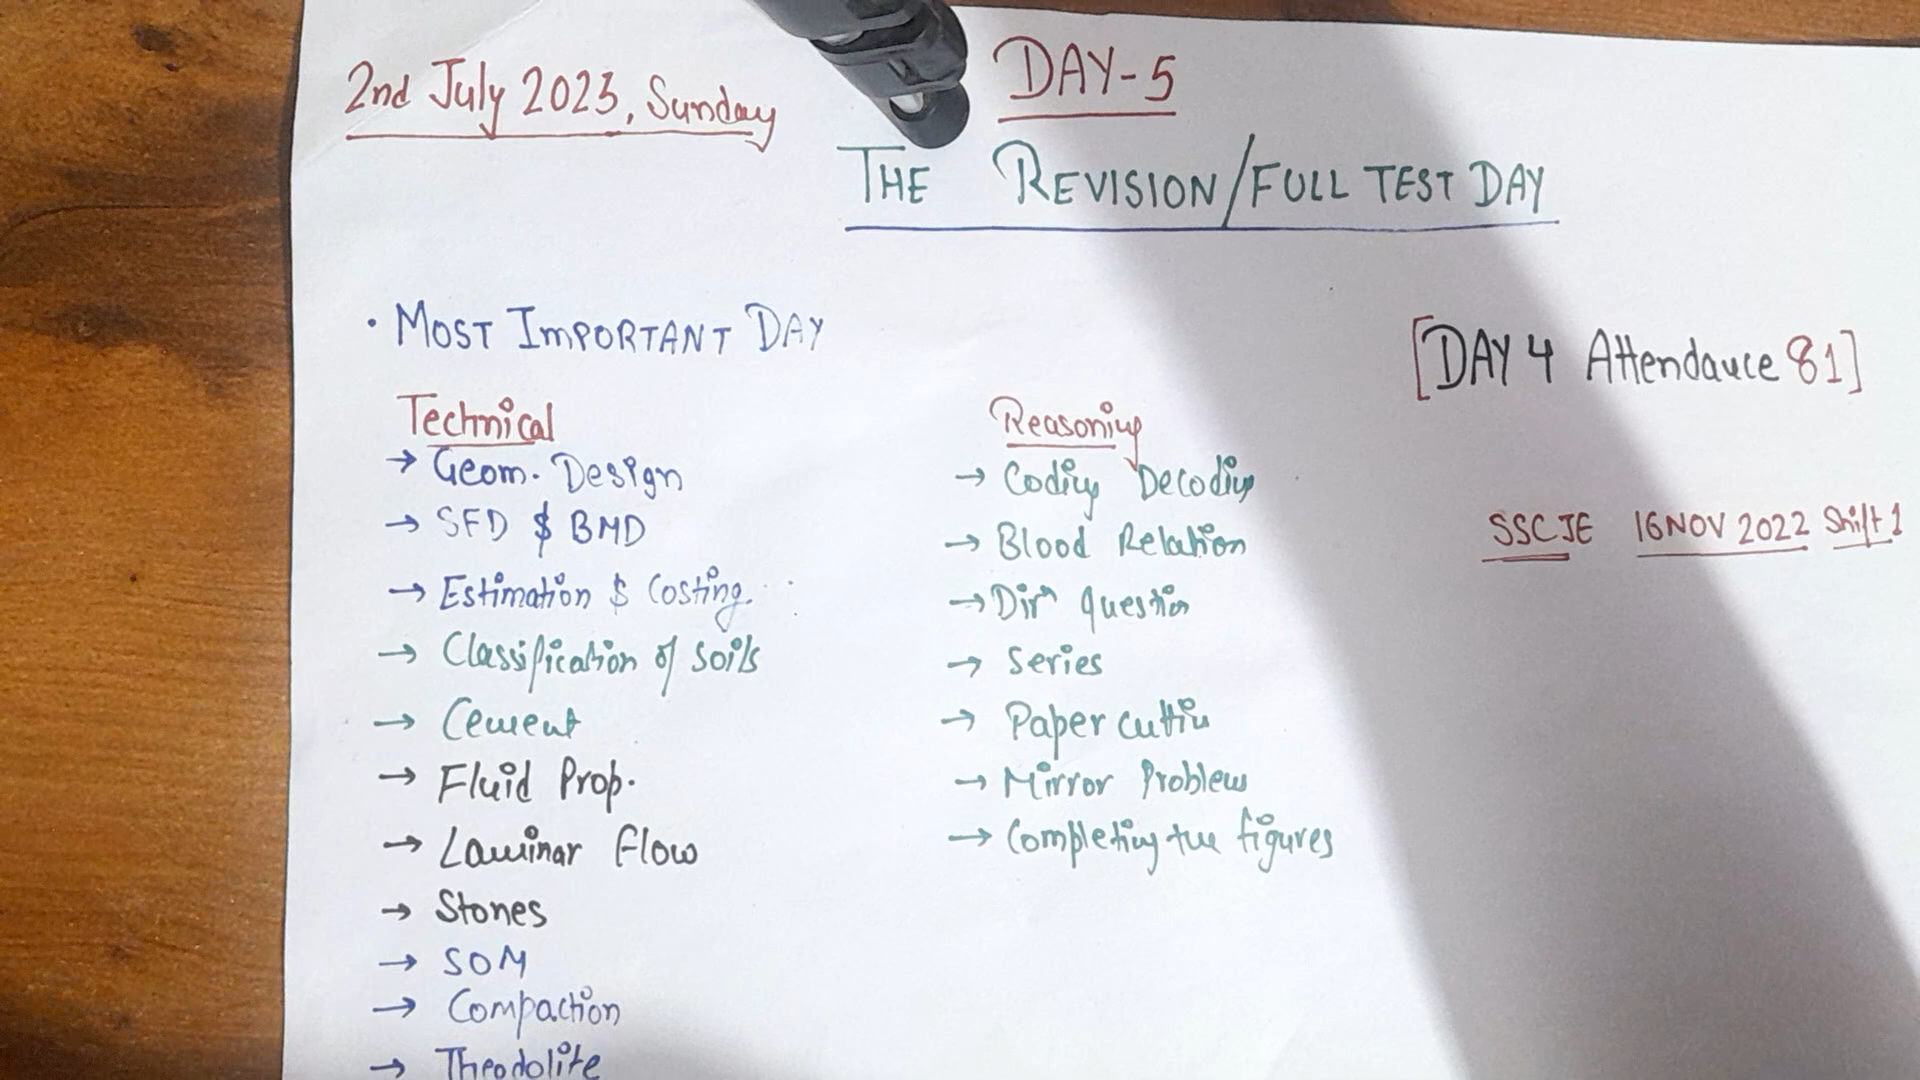 2nd July 2023, Sunday
DAY-5
THE REVISION/FULL TEST DAY
• MOST IMPORTANT DAY
[DAY 4 Attendance 81]
SSC JE 16 NOV 2022 Shift 1
Technical
→ Geom. Design
→ SFD & BMD
→ Estimation & Costing.
→ Classification of Soils
→ Cement
→ Fluid Prop.
→ Laminar flow
→ Stones
→ SOM
→ Compaction
→ Theodolite
Reasoning
→ Coding Decoding
→ Blood Relation
→ Dirn question
→ Series
→ Paper cuttin
→ Mirror Problem
→ Completing the figures